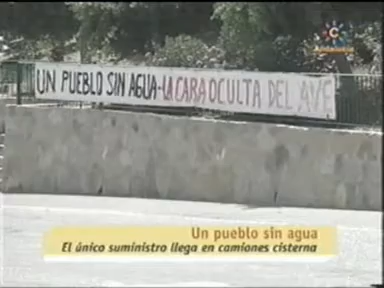 UN PUEBLO SIN AGUA-LA CARA OCULTA DEL AVE
Un pueblo sin agua
El único suministro llega en camiones cisterna